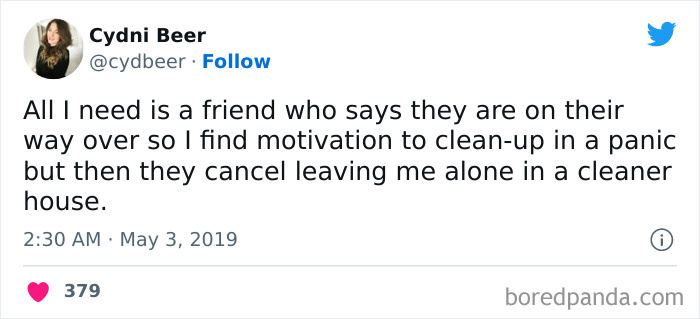 Cydni Beer
@cydbeer · Follow
All I need is a friend who says they are on their
way over so I find motivation to clean-up in a panic
but then they cancel leaving me alone in a cleaner
house.
2:30 AM · May 3, 2019
379
boredpanda.com